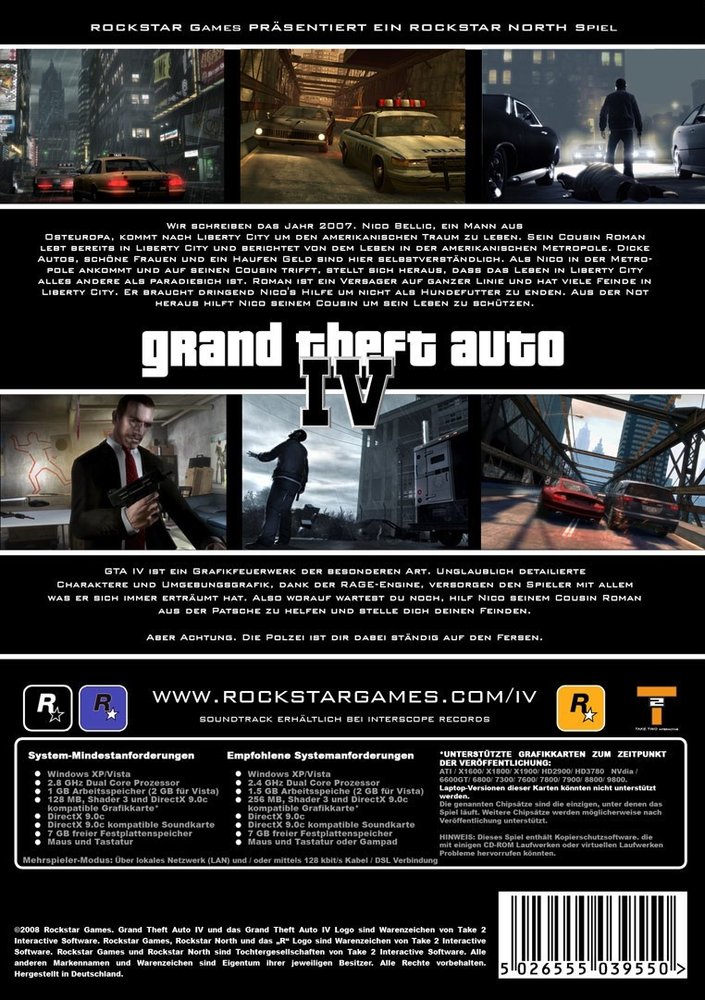 ROCKSTAR GAMES PRÄSENTIERT EIN ROCKSTAR NORTH SPIEL
WIR SCHREIBEN DAS JAHR 2007. NICO BELLIC, EIN MANN AUS
OSTEUROPA, KOMMT NACH LIBERTY CITY UM DEN AMERIKANISCHEN TRAUM ZU LEBEN. SEIN COUSIN ROMAN
LEBT BEREITS IN LIBERTY CITY UND BERICHTET VON DEM LEBEN IN DER AMERIKANISCHEN METROPOLE. DICKE
AUTOS, SCHÖNE FRAUEN UND EIN HAUFEN GELD SIND HIER SELBSTVERSTÄNDLICH. ALS NICO IN DER METRO-
POLE ANKOMMT UND AUF SEINEN COUSIN TRIFFT, STELLT SICH HERAUS, DASS DAS LEBEN IN LIBERTY CITY
ALLES ANDERE ALS PARADIESICH IST. ROMAN IST EIN VERSAGER AUF GANZER LINIE UND HAT VIELE FEINDE IN
LIBERTY CITY. ER BRAUCHT DRINGEND NICO'S HILFE UM NICHT ALS HUNDEFUTTER ZU ENDEN. AUS DER NOT
HERAUS HILFT NICO SEINEM COUSIN UM SEIN LEBEN ZU SCHÜTZEN.
grand theft auto
IV
GTA IV IST EIN GRAFIKFEUERWERK DER BESONDEREN ART. UNGLAUBLICH DETAILIERTE
CHARAKTERE UND UMGEBUNGSGRAFIK, DANK DER RAGE-ENGINE, VERSORGEN DEN SPIELER MIT ALLEM
WAS ER SICH IMMER ERTRÄUMT HAT. ALSO WORAUF WARTEST DU NOCH, HILF NICO SEINEM COUSIN ROMAN
AUS DER PATSCHE ZU HELFEN UND STELLE DICH DEINEN FEINDEN.
ABER ACHTUNG. DIE POLZEI IST DIR DABEI STÄNDIG AUF DEN FERSEN.
R R WWW.ROCKSTARGAMES.COM/IV R T2
SOUNDTRACK ERHÄLTLICH BEI INTERSCOPE RECORDS
TAKE TWO INTERACTIVE
System-Mindestanforderungen
● Windows XP/Vista
● 2.8 GHz Dual Core Prozessor
● 1 GB Arbeitsspeicher (2 GB für Vista)
● 128 MB, Shader 3 und DirectX 9.0c
kompatible Grafikkarte*
● DirectX 9.0c
● DirectX 9.0c kompatible Soundkarte
● 7 GB freier Festplattenspeicher
● Maus und Tastatur
Empfohlene Systemanforderungen
● Windows XP/Vista
● 2.4 GHz Dual Core Prozessor
● 1.5 GB Arbeitsspeihe (2 GB für Vista)
● 256 MB, Shader 3 und DirectX 9.0c
kompatible Grafikkarte*
● DirectX 9.0c
● DirectX 9.0c kompatible Soundkarte
● 7 GB freier Festplattenspeicher
● Maus und Tastatur oder Gampad
Mehrspieler-Modus: Über lokales Netzwerk (LAN) und / oder mittels 128 kbit/s Kabel / DSL Verbindung
*UNTERSTÜTZTE GRAFIKKARTEN ZUM ZEITPUNKT
DER VERÖFFENTLICHUNG:
ATI / X1600/ X1800/ X1900/ HD2900/ HD3780 NVdia /
6600GT/ 6800/ 7300/ 7600/ 7800/ 7900/ 8800/ 9800.
Laptop-Versionen dieser Karten könnten nicht unterstützt
werden.
Die genannten Chipsätze sind die einzigen, unter denen das
Spiel läuft. Weitere Chipsätze werden möglicherweise nach
Veröffentlichung unterstützt.
HINWEIS: Dieses Spiel enthält Kopierschutzsoftware. die
mit einigen CD-ROM Laufwerken oder virtuellen Laufwerken
Probleme hervorrufen könnten.
©2008 Rockstar Games. Grand Theft Auto IV und das Grand Theft Auto IV Logo sind Warenzeichen von Take 2
Interactive Software. Rockstar Games, Rockstar North und das „R“ Logo sind Warenzeichen von Take 2 Interactive
Software. Rockstar Games und Rockstar North sind Tochtergesellschaften von Take 2 Interactive Software. Alle
anderen Markennamen und Warenzeichen sind Eigentum ihrer jeweiligen Besitzer. Alle Rechte vorbehalten.
Hergestellt in Deutschland.
5 026555 039550 >